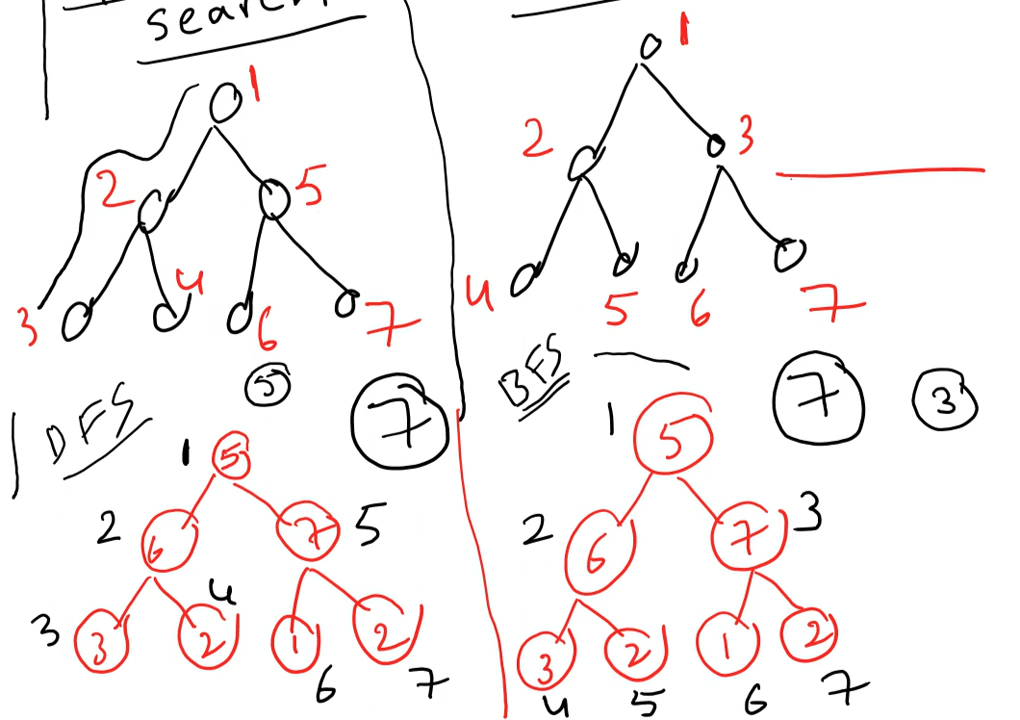 search
1
2 5
3 4 6 7
1
2 3
4 5 6 7
DFS
5 7
1 5
2 6 7 5
4
3 3 2 1 2
6 7
BFS
7 3
1 5
2 6 7 3
3 2 1 2
4 5 6 7